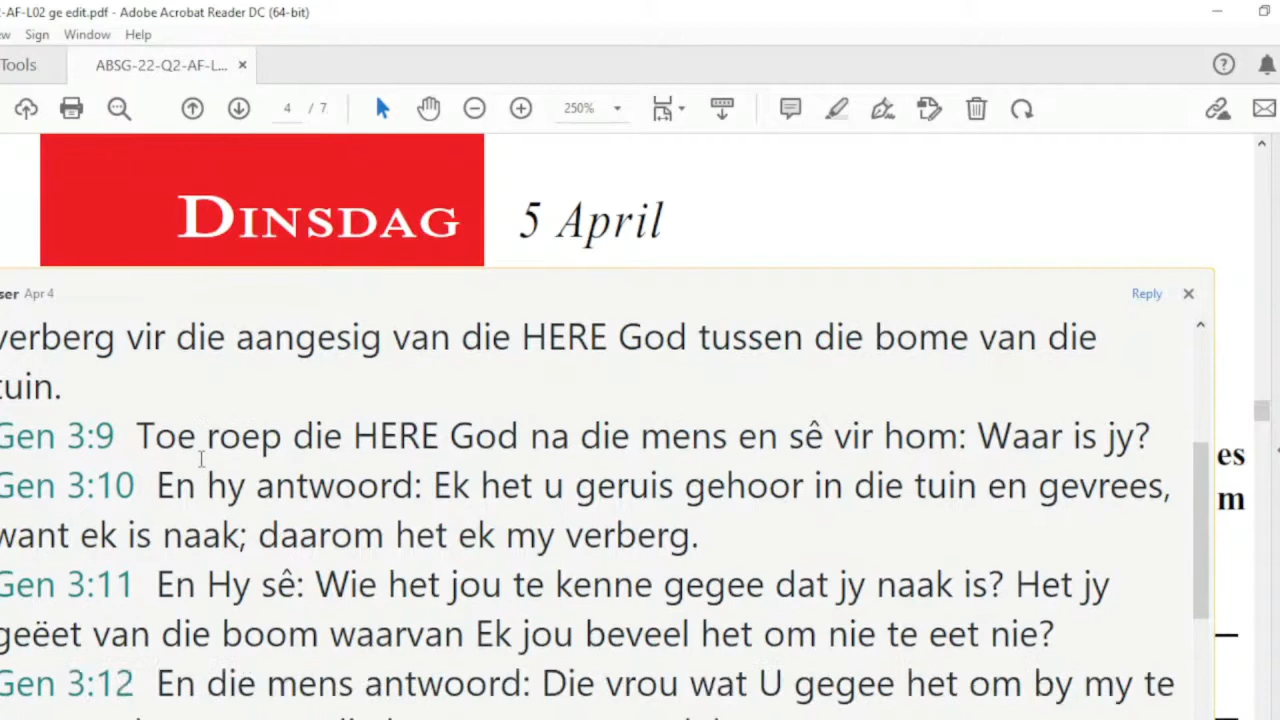 -AF-L02 ge edit.pdf - Adobe Acrobat Reader DC (64-bit)
Sign Window Help
Tools ABSG-22-Q2-AF-L... ×
4 / 7 250%
DINSDAG 5 April
Apr 4 Reply
verberg vir die aangesig van die HERE God tussen die bome van die
tuin.
Gen 3:9 Toe roep die HERE God na die mens en sê vir hom: Waar is jy?
es
Gen 3:10 En hy antwoord: Ek het u geruis gehoor in die tuin en gevrees,
m
want ek is naak; daarom het ek my verberg.
Gen 3:11 En Hy sê: Wie het jou te kenne gegee dat jy naak is? Het jy
geëet van die boom waarvan Ek jou beveel het om nie te eet nie?
Gen 3:12 En die mens antwoord: Die vrou wat U gegee het om by my te